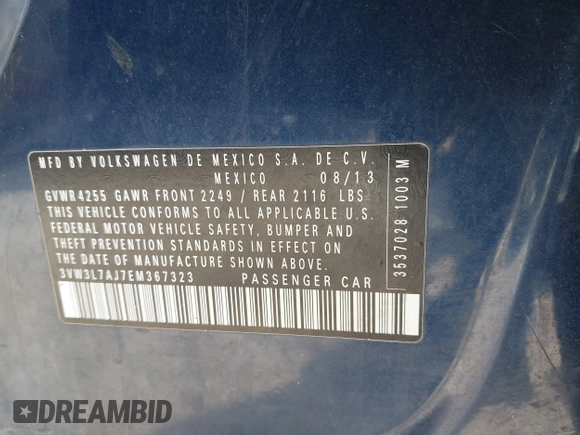 MFD BY VOLKSWAGEN DE MEXICO S.A. DE C.V.
MEXICO 08/13
GVWR 4255 GAWR FRONT 2249 / REAR 2116 LBS
THIS VEHICLE CONFORMS TO ALL APPLICABLE U.S.
FEDERAL MOTOR VEHICLE SAFETY, BUMPER, AND
THEFT PREVENTION STANDARDS IN EFFECT ON
THE DATE OF MANUFACTURE SHOWN ABOVE.
3VW3L7AJ7EM367323 PASSENGER CAR
3537028 1003 M
DREAMBID